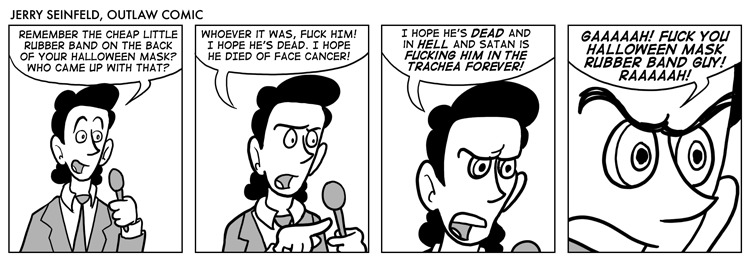 JERRY SEINFELD, OUTLAW COMIC
REMEMBER THE CHEAP LITTLE
RUBBER BAND ON THE BACK
OF YOUR HALLOWEEN MASK?
WHO CAME UP WITH THAT?
WHOEVER IT WAS, FUCK HIM!
I HOPE HE'S DEAD. I HOPE
HE DIED OF FACE CANCER!
I HOPE HE'S DEAD AND
IN HELL AND SATAN IS
FUCKING HIM IN THE
TRACHEA FOREVER!
GAAAAAH! FUCK YOU
HALLOWEEN MASK
RUBBER BAND GUY!
RAAAAAH!